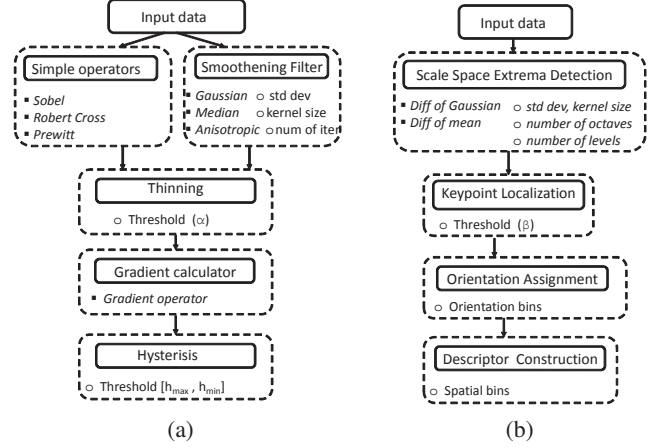 Input data
Simple operators
▪ Sobel
▪ Robert Cross
▪ Prewitt
Smoothening Filter
▪ Gaussian ○ std dev
▪ Median ○ kernel size
▪ Anisotropic ○ num of iter
Thinning
○ Threshold (α)
Gradient calculator
▪ Gradient operator
Hysterisis
○ Threshold [hmax , hmin]
(a)
Input data
Scale Space Extrema Detection
▪ Diff of Gaussian ○ std dev, kernel size
▪ Diff of mean ○ number of octaves
○ number of levels
Keypoint Localization
○ Threshold (β)
Orientation Assignment
○ Orientation bins
Descriptor Construction
○ Spatial bins
(b)